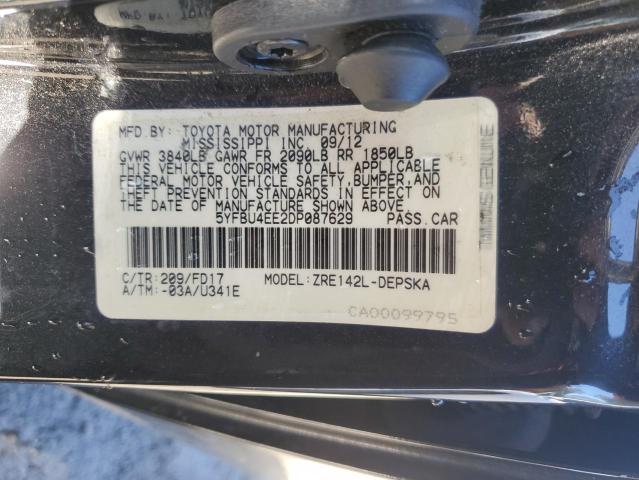 MFD.BY: TOYOTA MOTOR MANUFACTURING
MISSISSIPPI INC. 09/12
GVWR 3840LB GAWR FR 2090LB RR 1850LB
THIS VEHICLE CONFORMS TO ALL APPLICABLE
FEDERAL MOTOR VEHICLE SAFETY,BUMPER,AND
THEFT PREVENTION STANDARDS IN EFFECT ON
THE DATE OF MANUFACTURE SHOWN ABOVE.
5YFBU4EE2DP087629 PASS.CAR
C/TR:209/FD17 MODEL:ZRE142L-DEPSKA
A/TM:-03A/U341E
CA00099795